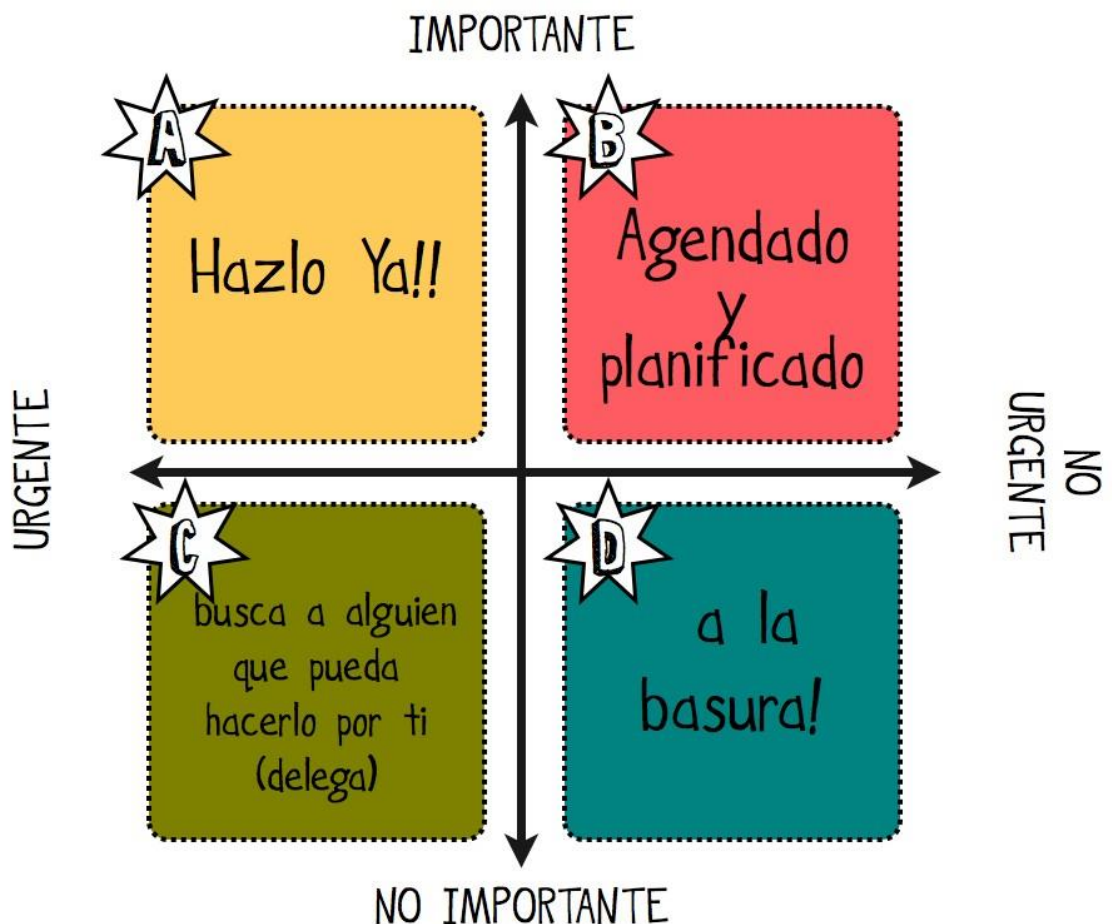 IMPORTANTE
A
Hazlo Ya!!
B
Agendado
y
planificado
URGENTE
NO
URGENTE
C
busca a alguien
que pueda
hacerlo por ti
(delega)
D
a la
basura!
NO IMPORTANTE